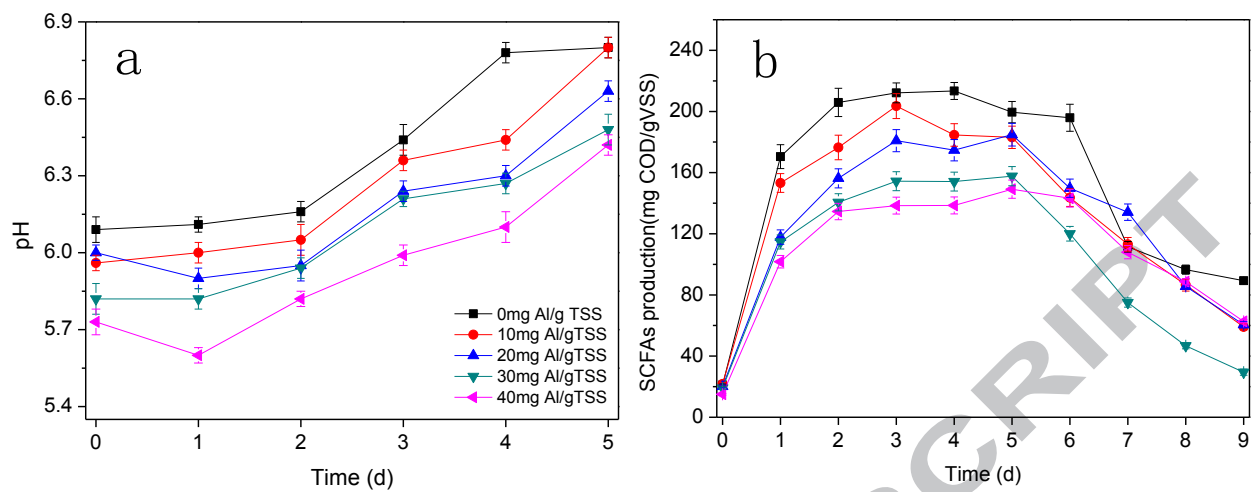 a
6.9
6.6
6.3
6.0
5.7
5.4
pH
0 1 2 3 4 5
Time (d)
0mg Al/g TSS
10mg Al/gTSS
20mg Al/gTSS
30mg Al/gTSS
40mg Al/gTSS
b
240
200
160
120
80
40
0
SCFAs production(mg COD/gVSS)
0 1 2 3 4 5 6 7 8 9
Time (d)
SCRIPT